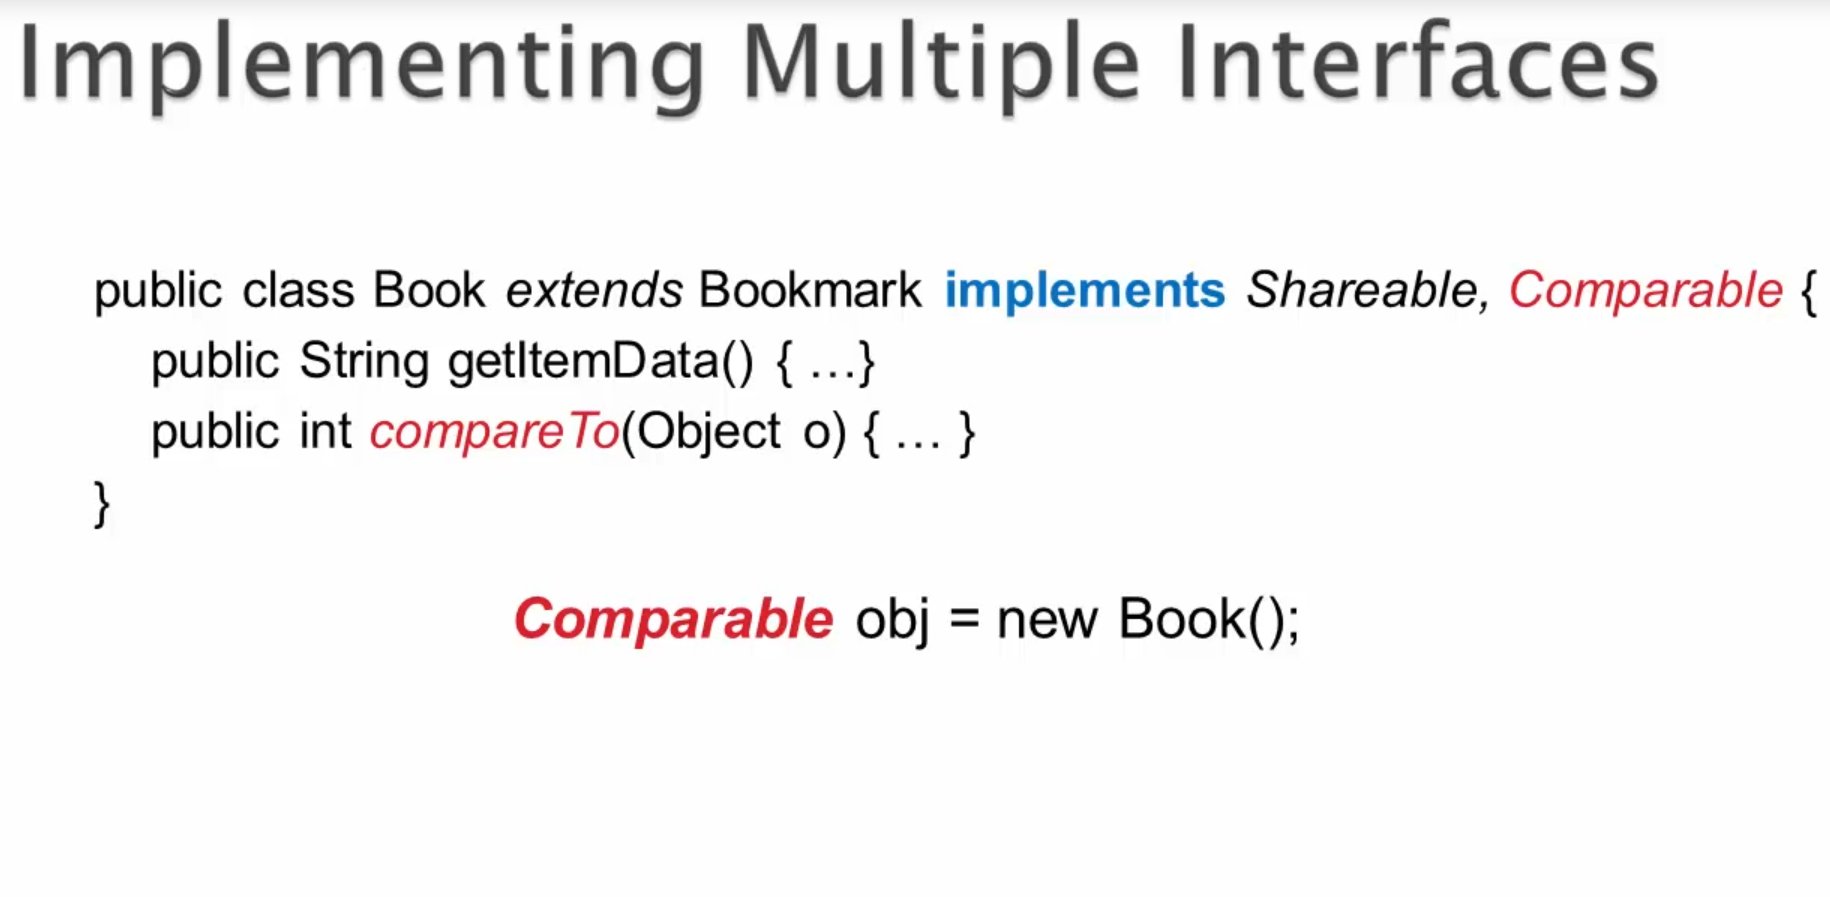 Implementing Multiple Interfaces
public class Book extends Bookmark implements Shareable, Comparable {
public String getItemData() { ...}
public int compareTo(Object o) { ... }
}
Comparable obj = new Book();